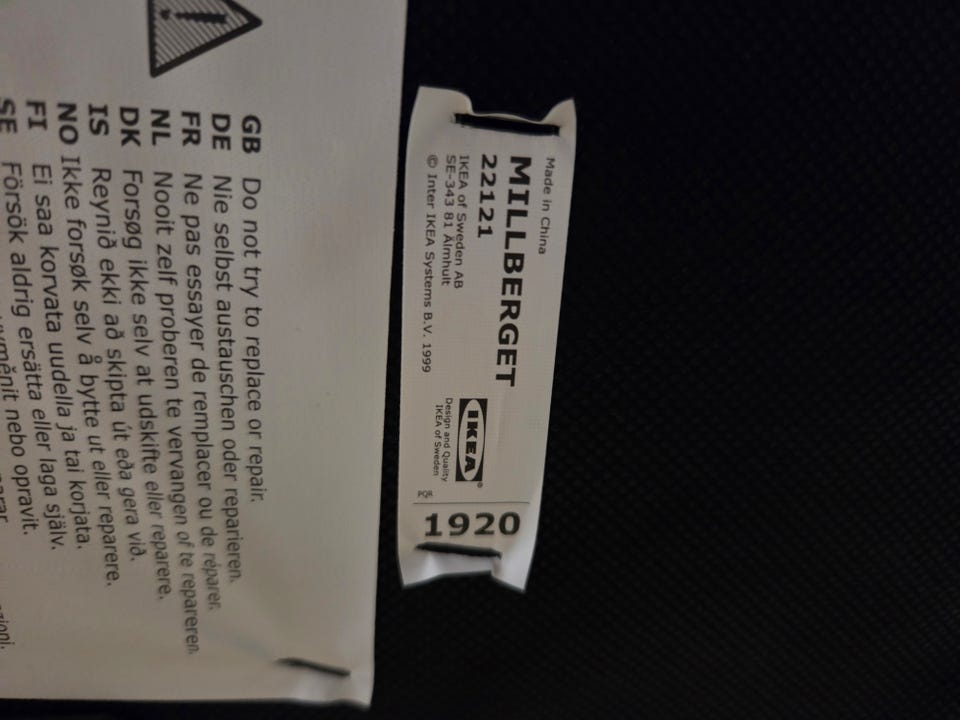 GB Do not try to replace or repair.
DE Nie selbst austauschen oder reparieren.
FR Ne pas essayer de remplacer ou de réparer.
NL Nooit zelf proberen te vervangen of te repareren.
DK Forsøg ikke selv at udskifte eller reparere.
IS Reynið ekki að skipta út eða gera við.
NO Ikke forsøk selv å bytte ut eller reparere.
FI Ei saa korvata uudella ja tai korjata.
SE Försök aldrig ersätta eller laga själv.
nebo opravit.
Made in China
MILLBERGET
22121
IKEA of Sweden AB
SE-343 81 Älmhult
© Inter IKEA Systems B.V. 1999
IKEA®
Design and Quality
IKEA of Sweden
PQR
1920